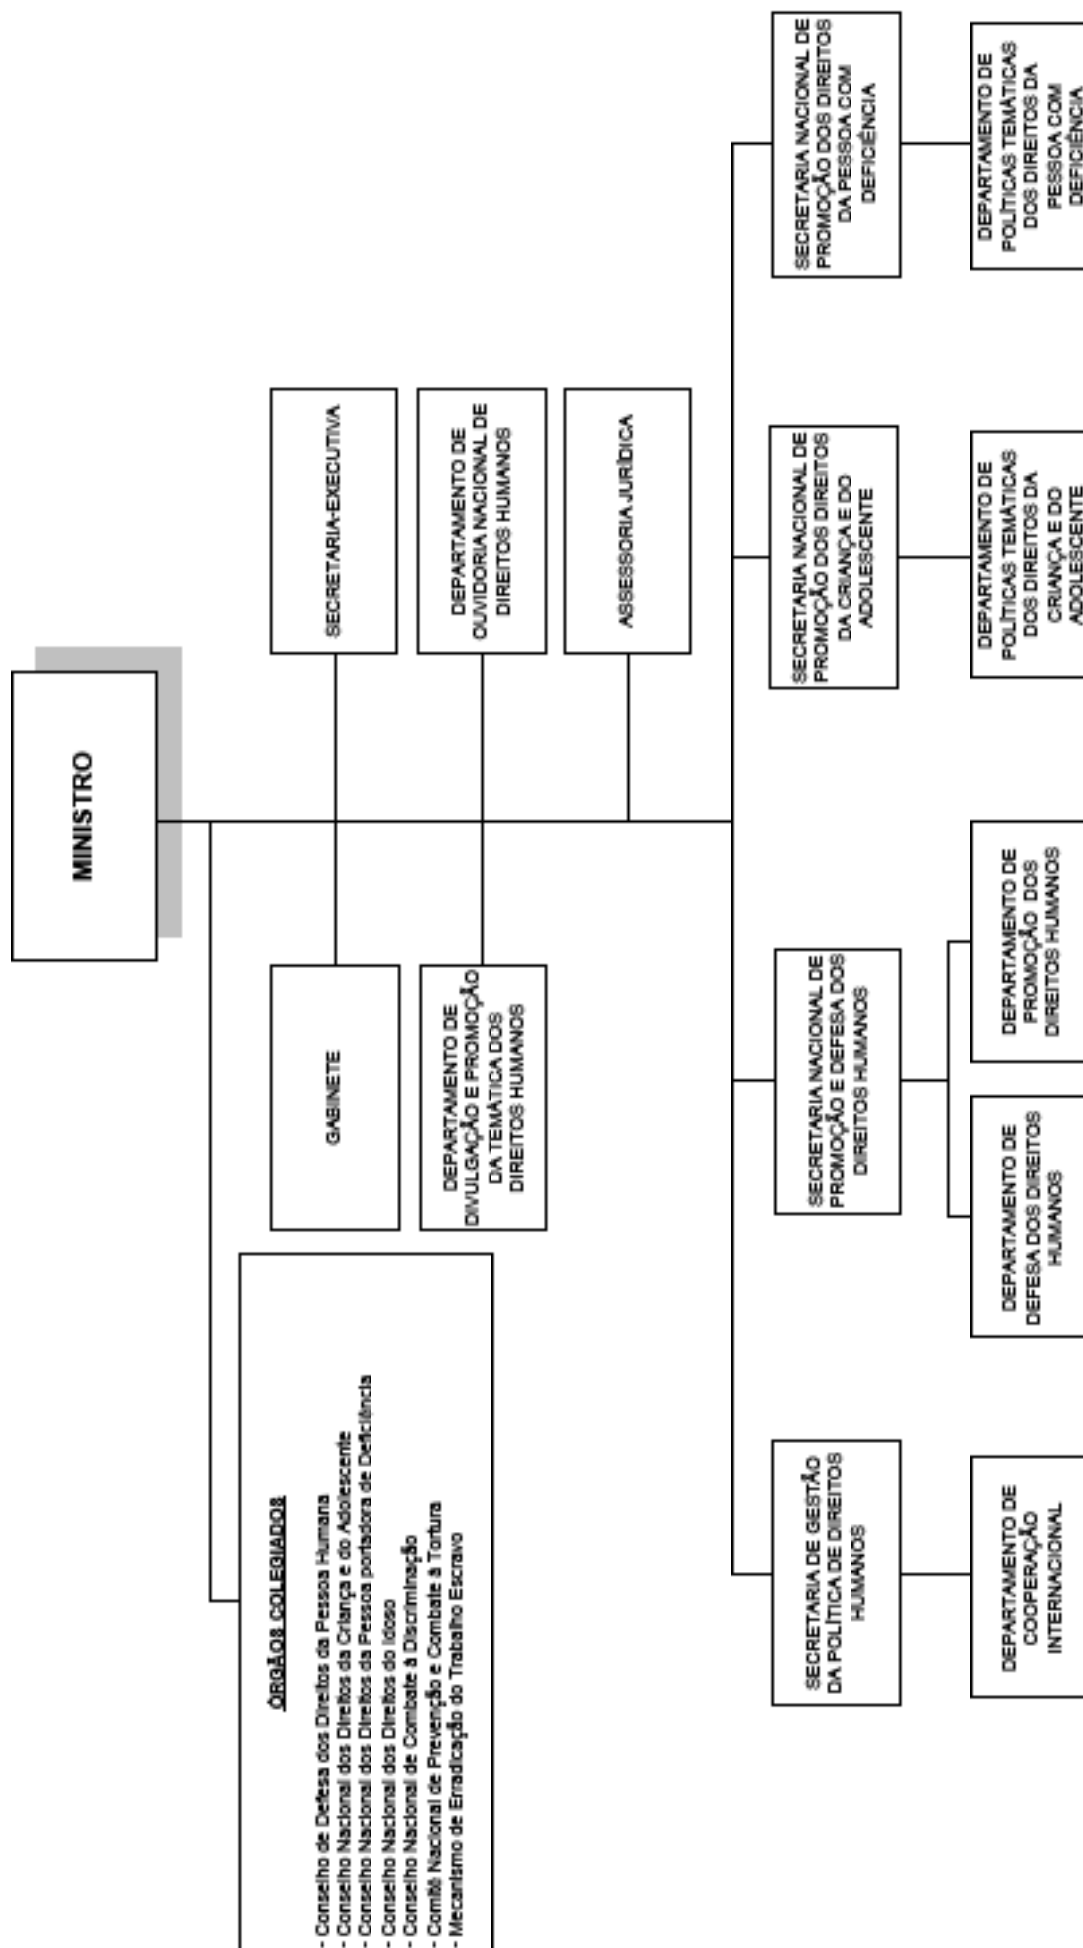 MINISTRO
ÓRGÃOS COLEGIADOS
- Conselho de Defesa dos Direitos da Pessoa Humana
- Conselho Nacional dos Direitos da Criança e do Adolescente
- Conselho Nacional dos Direitos da Pessoa portadora de Deficiência
- Conselho Nacional dos Direitos do Idoso
- Conselho Nacional de Combate à Discriminação
- Comitê Nacional de Prevenção e Combate à Tortura
- Mecanismo de Erradicação do Trabalho Escravo
GABINETE
SECRETARIA-EXECUTIVA
DEPARTAMENTO DE
DIVULGAÇÃO E PROMOÇÃO
DA TEMÁTICA DOS
DIREITOS HUMANOS
DEPARTAMENTO DE
OUVIDORIA NACIONAL DE
DIREITOS HUMANOS
ASSESSORIA JURÍDICA
SECRETARIA DE GESTÃO
DA POLÍTICA DE DIREITOS
HUMANOS
SECRETARIA NACIONAL DE
PROMOÇÃO E DEFESA DOS
DIREITOS HUMANOS
SECRETARIA NACIONAL DE
PROMOÇÃO DOS DIREITOS
DA CRIANÇA E DO
ADOLESCENTE
SECRETARIA NACIONAL DE
PROMOÇÃO DOS DIREITOS
DA PESSOA COM
DEFICIÊNCIA
DEPARTAMENTO DE
COOPERAÇÃO
INTERNACIONAL
DEPARTAMENTO DE
DEFESA DOS DIREITOS
HUMANOS
DEPARTAMENTO DE
PROMOÇÃO DOS
DIREITOS HUMANOS
DEPARTAMENTO DE
POLÍTICAS TEMÁTICAS
DOS DIREITOS DA
CRIANÇA E DO
ADOLESCENTE
DEPARTAMENTO DE
POLÍTICAS TEMÁTICAS
DOS DIREITOS DA
PESSOA COM
DEFICIÊNCIA